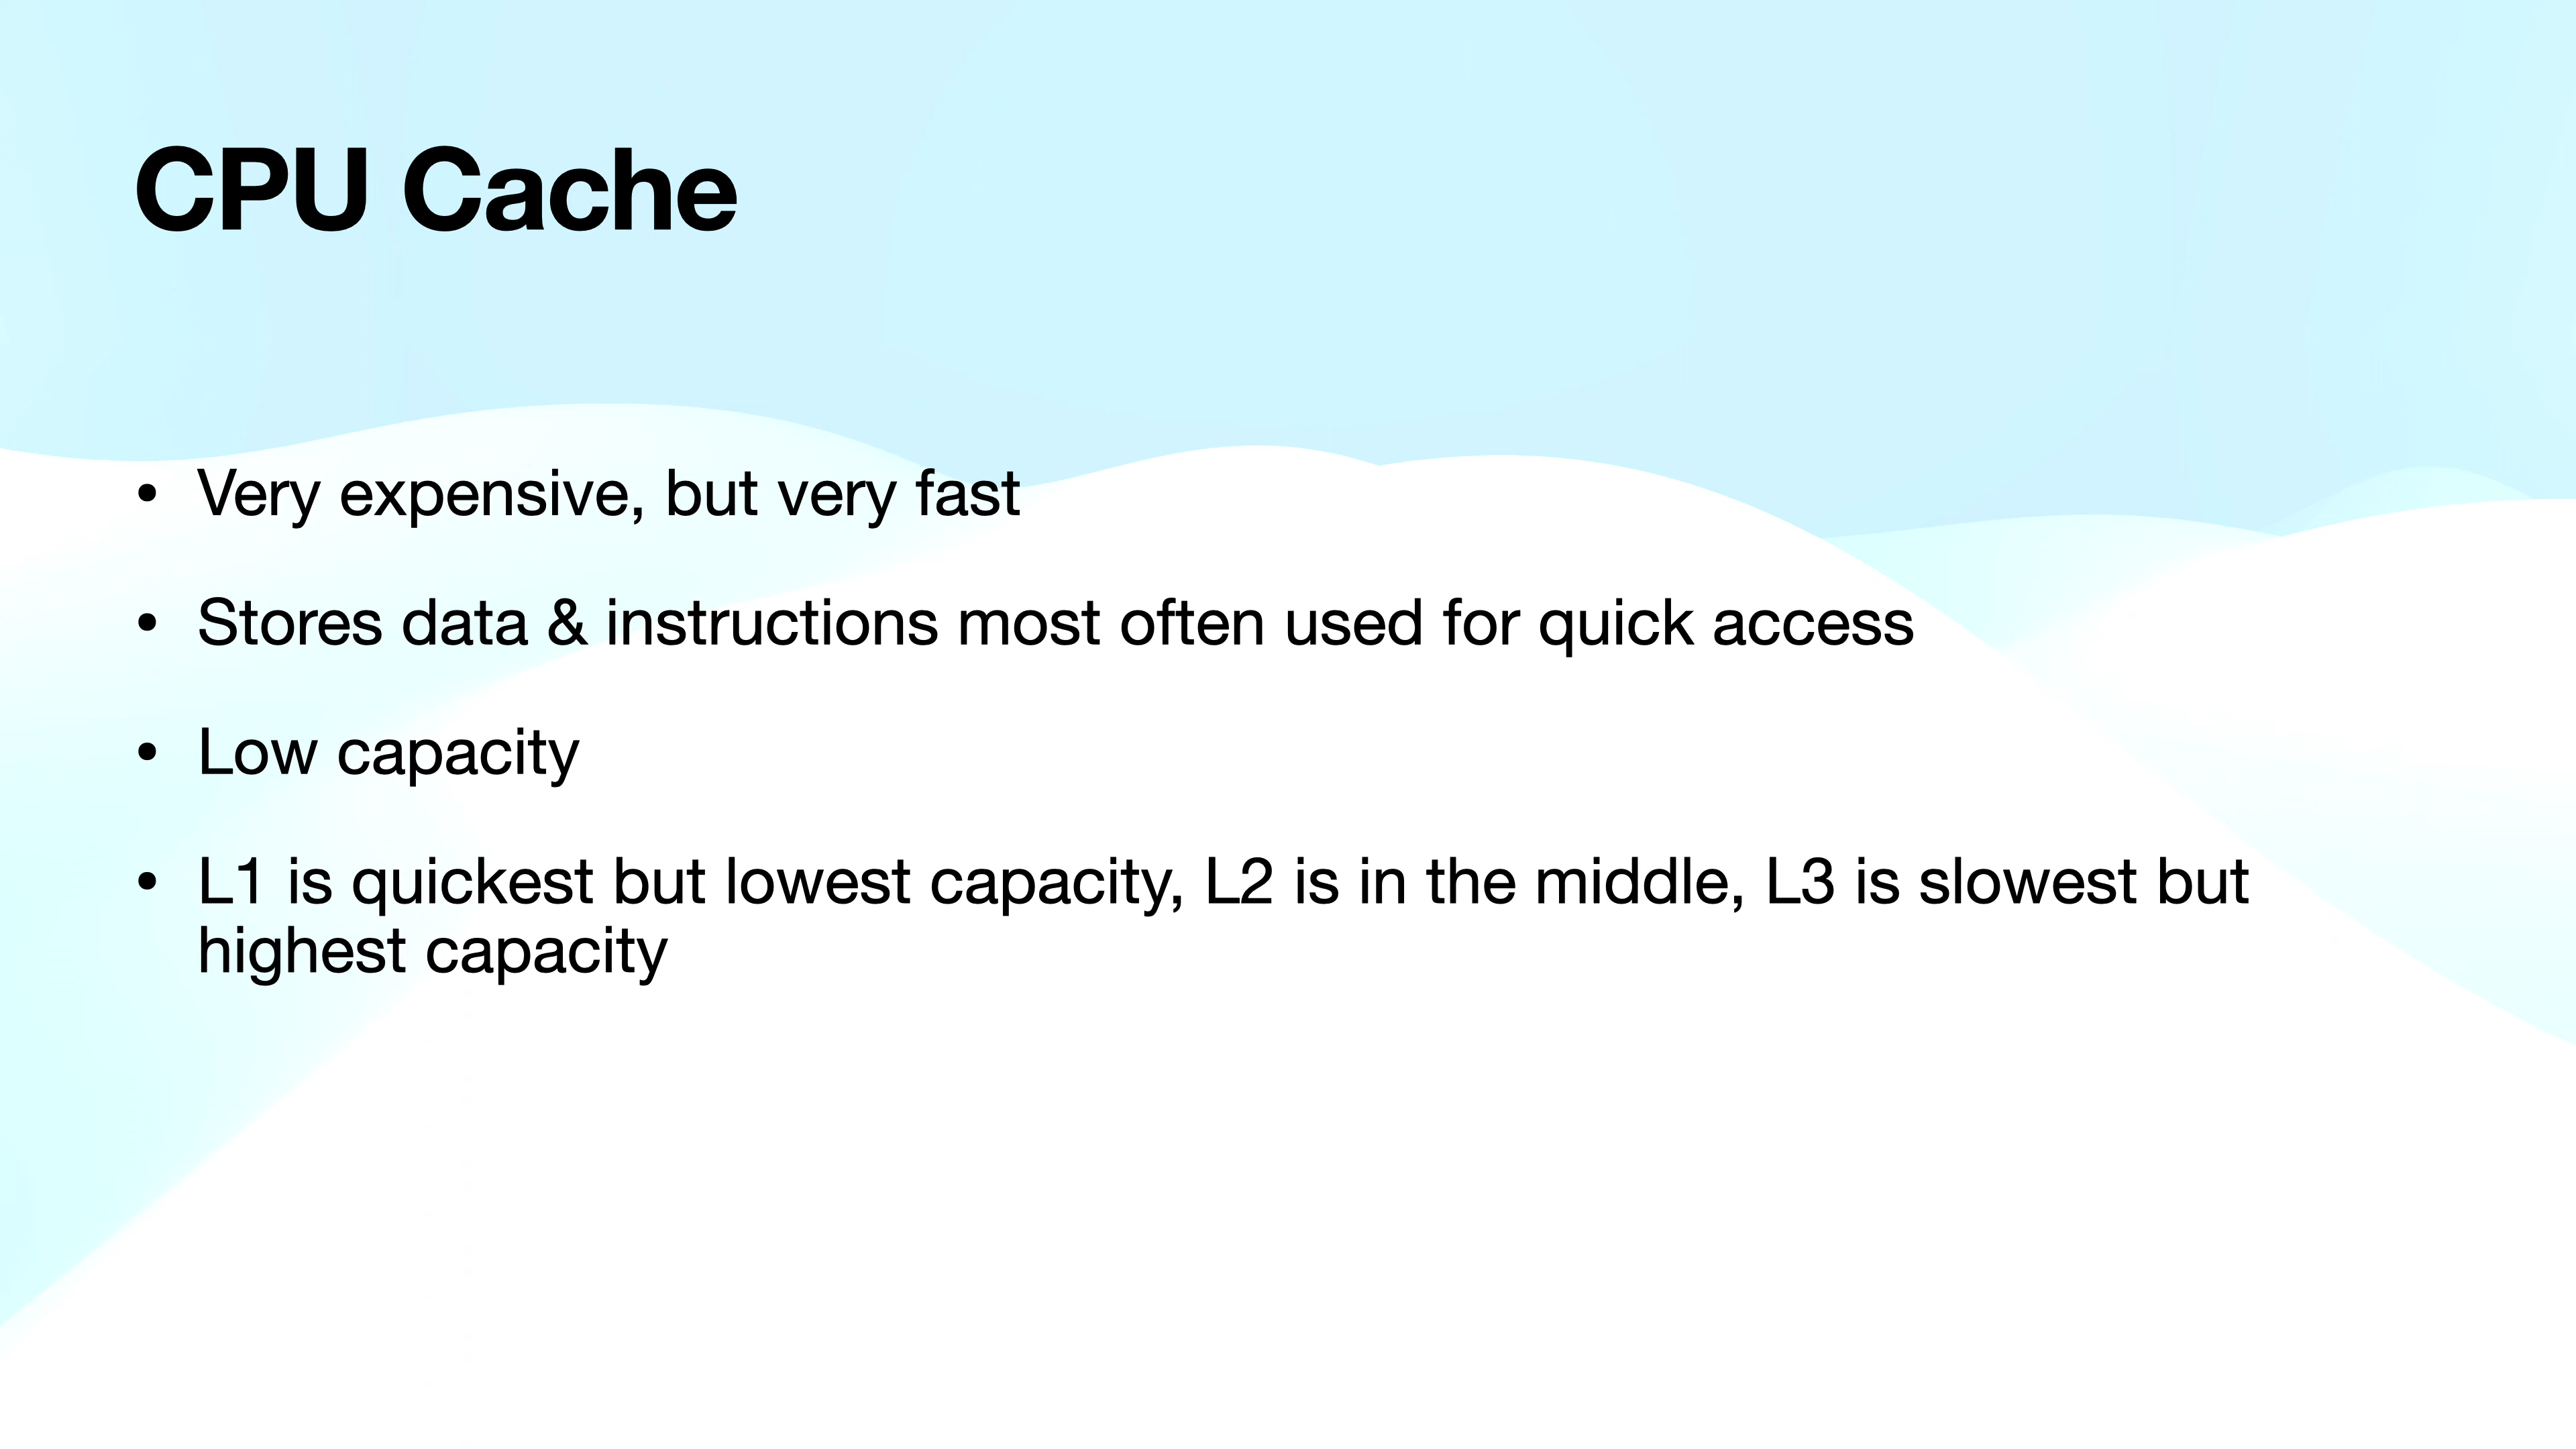 CPU Cache
• Very expensive, but very fast
• Stores data & instructions most often used for quick access
• Low capacity
• L1 is quickest but lowest capacity, L2 is in the middle, L3 is slowest but
highest capacity